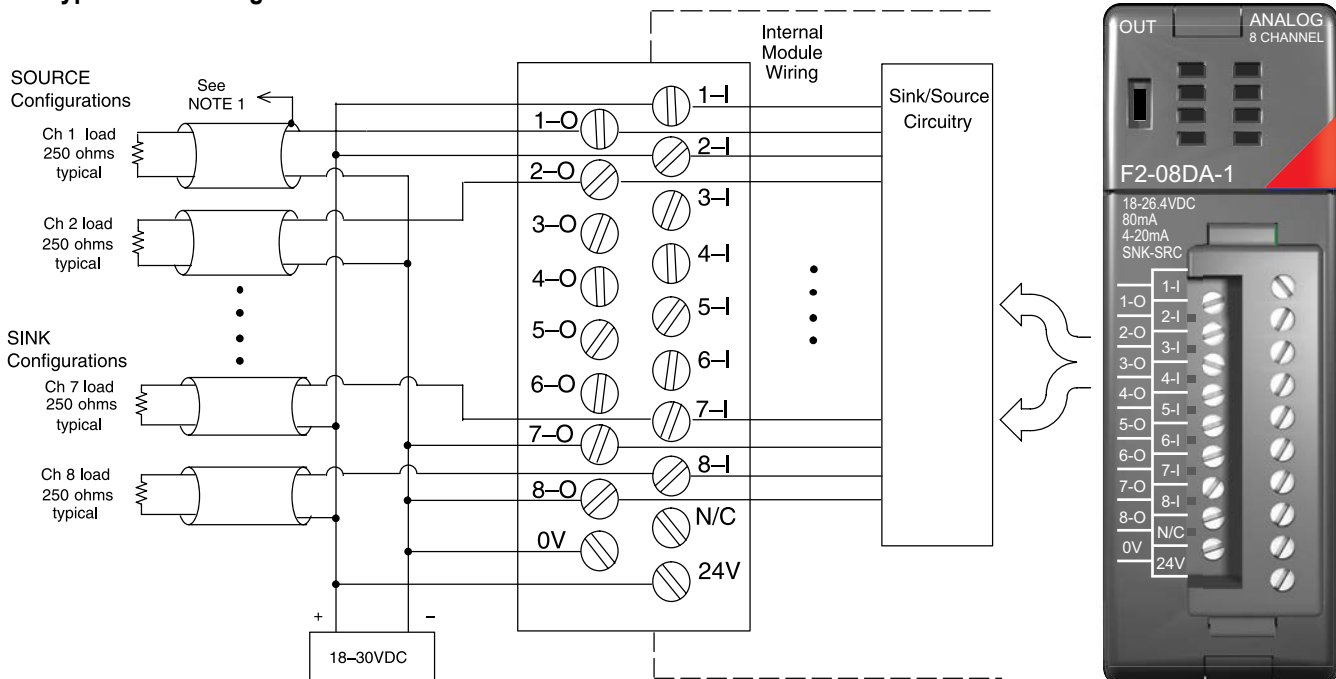 SOURCE
Configurations
See
NOTE 1
Ch 1 load
250 ohms
typical
Ch 2 load
250 ohms
typical
SINK
Configurations
Ch 7 load
250 ohms
typical
Ch 8 load
250 ohms
typical
+
–
18–30VDC
Internal
Module
Wiring
1–I
1–O
2–I
2–O
3–I
3–O
4–I
4–O
5–I
5–O
6–I
6–O
7–I
7–O
8–I
8–O
N/C
0V
24V
Sink/Source
Circuitry
OUT
ANALOG
8 CHANNEL
F2-08DA-1
18-26.4VDC
80mA
4-20mA
SNK-SRC
1-I
1-O
2-I
2-O
3-I
3-O
4-I
4-O
5-I
5-O
6-I
6-O
7-I
7-O
8-I
8-O
N/C
0V
24V